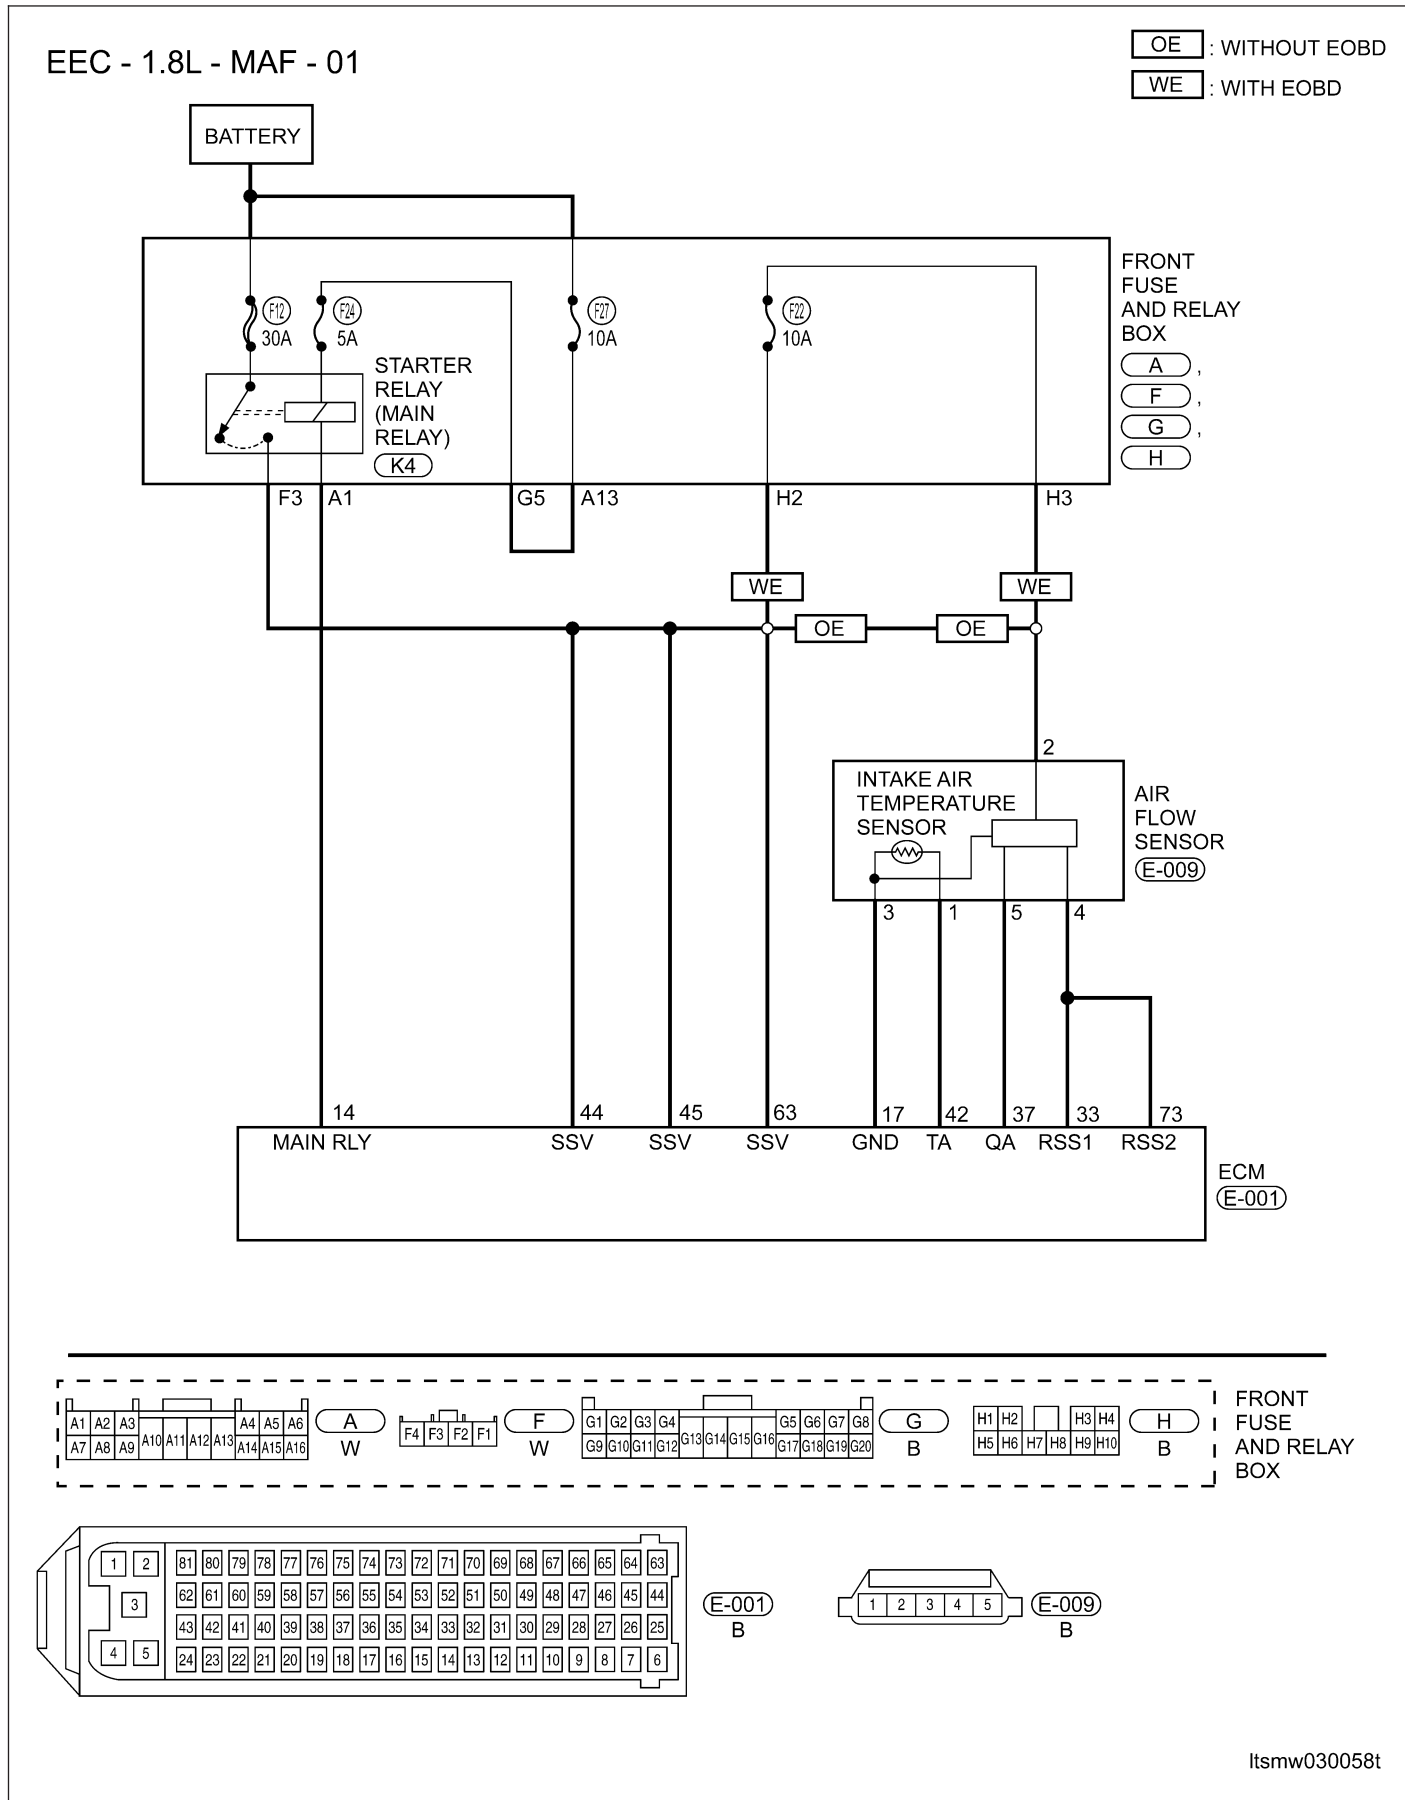 EEC - 1.8L - MAF - 01
OE : WITHOUT EOBD
WE : WITH EOBD
BATTERY
F12
30A
F24
5A
F27
10A
F22
10A
FRONT
FUSE
AND RELAY
BOX
A ,
F ,
G ,
H
STARTER
RELAY
(MAIN
RELAY)
K4
F3 A1 G5 A13 H2 H3
WE WE
OE OE
2
INTAKE AIR
TEMPERATURE
SENSOR
AIR
FLOW
SENSOR
E-009
3 1 5 4
14 44 45 63 17 42 37 33 73
MAIN RLY SSV SSV SSV GND TA QA RSS1 RSS2
ECM
E-001
A1 A2 A3 A4 A5 A6
A10 A11 A12 A13
A7 A8 A9 A14 A15 A16
A
W
F4 F3 F2 F1
F
W
G1 G2 G3 G4 G5 G6 G7 G8
G13 G14 G15 G16
G9 G10 G11 G12 G17 G18 G19 G20
G
B
H1 H2 H3 H4
H5 H6 H7 H8 H9 H10
H
B
FRONT
FUSE
AND RELAY
BOX
1 2
3
4 5
81 80 79 78 77 76 75 74 73 72 71 70 69 68 67 66 65 64 63
62 61 60 59 58 57 56 55 54 53 52 51 50 49 48 47 46 45 44
43 42 41 40 39 38 37 36 35 34 33 32 31 30 29 28 27 26 25
24 23 22 21 20 19 18 17 16 15 14 13 12 11 10 9 8 7 6
E-001
B
1 2 3 4 5
E-009
B
ltsmw030058t